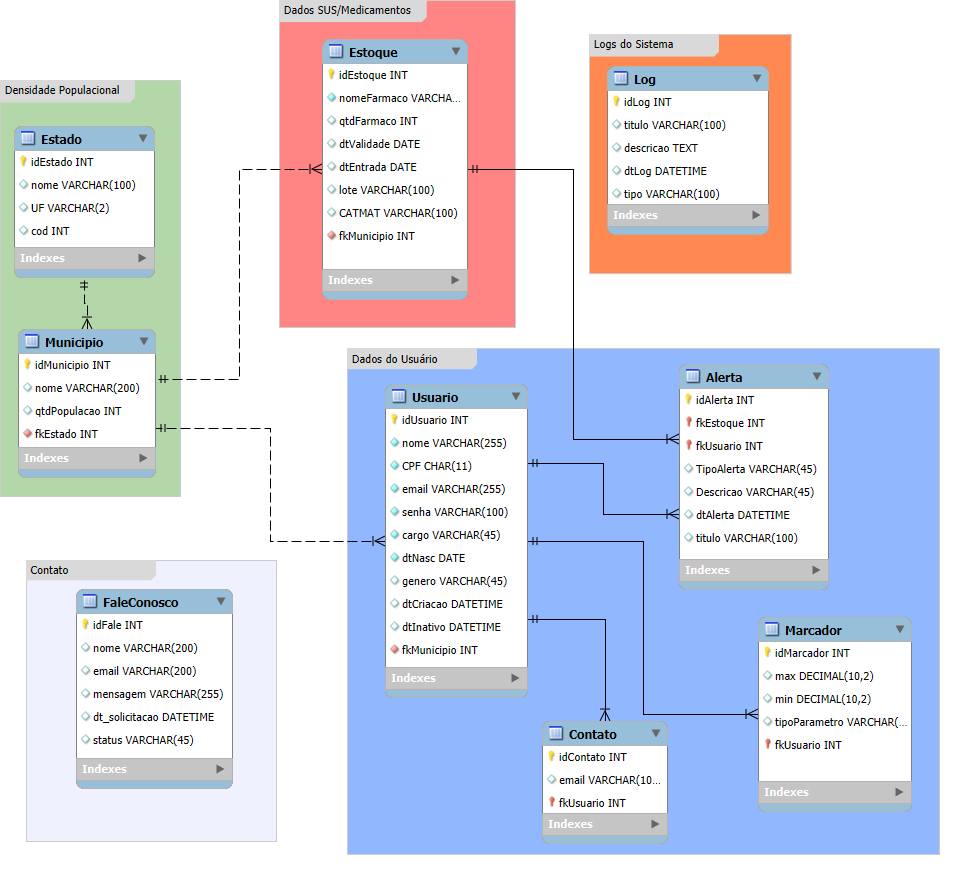 Dados SUS/Medicamentos
Estoque
idEstoque INT
nomeFarmaco VARCHA...
qtdFarmaco INT
dtValidade DATE
dtEntrada DATE
lote VARCHAR(100)
CATMAT VARCHAR(100)
fkMunicipio INT
Indexes
Logs do Sistema
Log
idLog INT
titulo VARCHAR(100)
descricao TEXT
dtLog DATETIME
tipo VARCHAR(100)
Indexes
Densidade Populacional
Estado
idEstado INT
nome VARCHAR(100)
UF VARCHAR(2)
cod INT
Indexes
Municipio
idMunicipio INT
nome VARCHAR(200)
qtdPopulacao INT
fkEstado INT
Indexes
Dados do Usuário
Usuario
idUsuario INT
nome VARCHAR(255)
CPF CHAR(11)
email VARCHAR(255)
senha VARCHAR(100)
cargo VARCHAR(45)
dtNasc DATE
genero VARCHAR(45)
dtCriacao DATETIME
dtInativo DATETIME
fkMunicipio INT
Indexes
Alerta
idAlerta INT
fkEstoque INT
fkUsuario INT
TipoAlerta VARCHAR(45)
Descricao VARCHAR(45)
dtAlerta DATETIME
titulo VARCHAR(100)
Indexes
Contato
FaleConosco
idFale INT
nome VARCHAR(200)
email VARCHAR(200)
mensagem VARCHAR(255)
dt_solicitacao DATETIME
status VARCHAR(45)
Indexes
Contato
idContato INT
email VARCHAR(10...
fkUsuario INT
Indexes
Marcador
idMarcador INT
max DECIMAL(10,2)
min DECIMAL(10,2)
tipoParametro VARCHAR(...
fkUsuario INT
Indexes